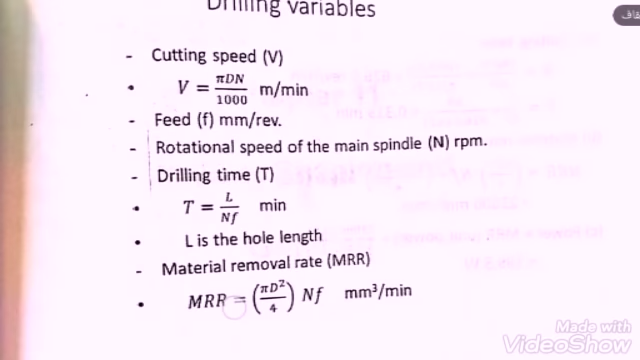 Drilling variables
- Cutting speed (V)
• V = πDN/1000 m/min
- Feed (f) mm/rev.
- Rotational speed of the main spindle (N) rpm.
- Drilling time (T)
• T = L/Nf min
• L is the hole length
- Material removal rate (MRR)
• MRR = (πD²/4) Nf mm³/min
Made with
VideoShow